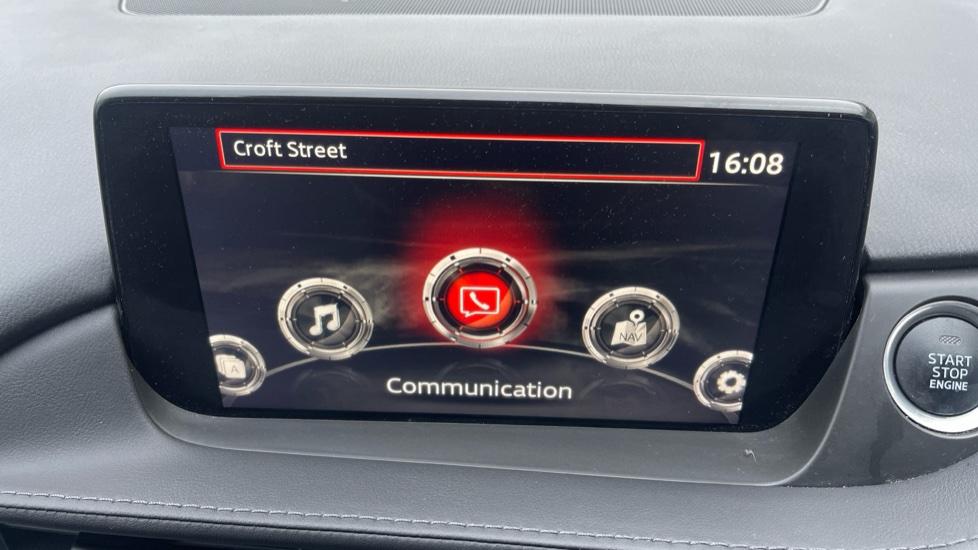 Croft Street
16:08
NAV
A
Communication
START
STOP
ENGINE